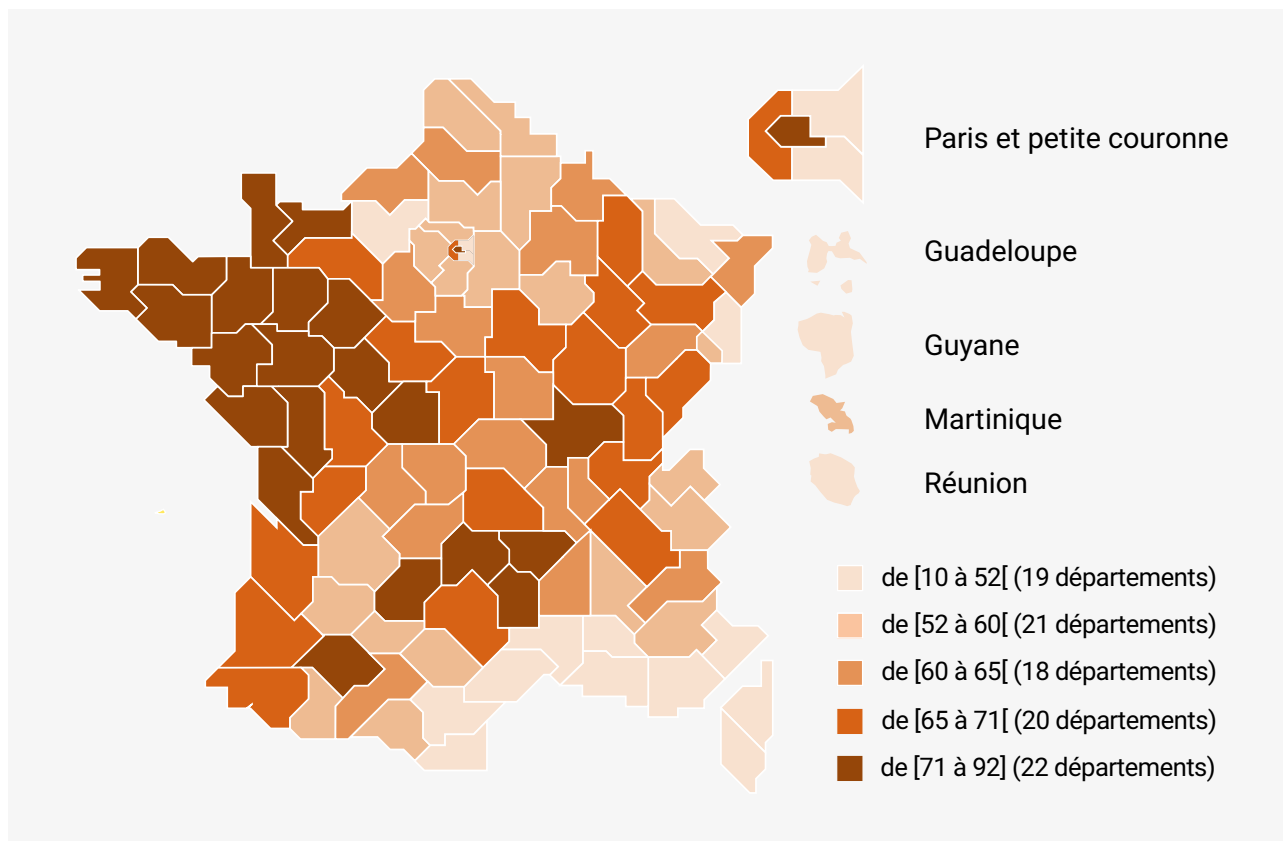 Paris et petite couronne
Guadeloupe
Guyane
Martinique
Réunion
de [10 à 52[ (19 départements)
de [52 à 60[ (21 départements)
de [60 à 65[ (18 départements)
de [65 à 71[ (20 départements)
de [71 à 92] (22 départements)